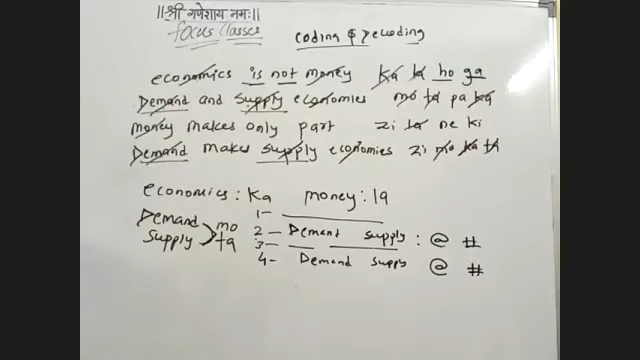 ||श्री गणेशाय नमः||
focus classes
coding & Decoding
economics is not money ka la ho ga
Demand and supply economies mo ta pa ka
money makes only part zi la ne ki
Demand makes supply economies zi mo ka ta
economics : ka money : la
Demand mo
supply ta
1-
2- Demand supply : @ #
3-
4- Demand suppy @ #